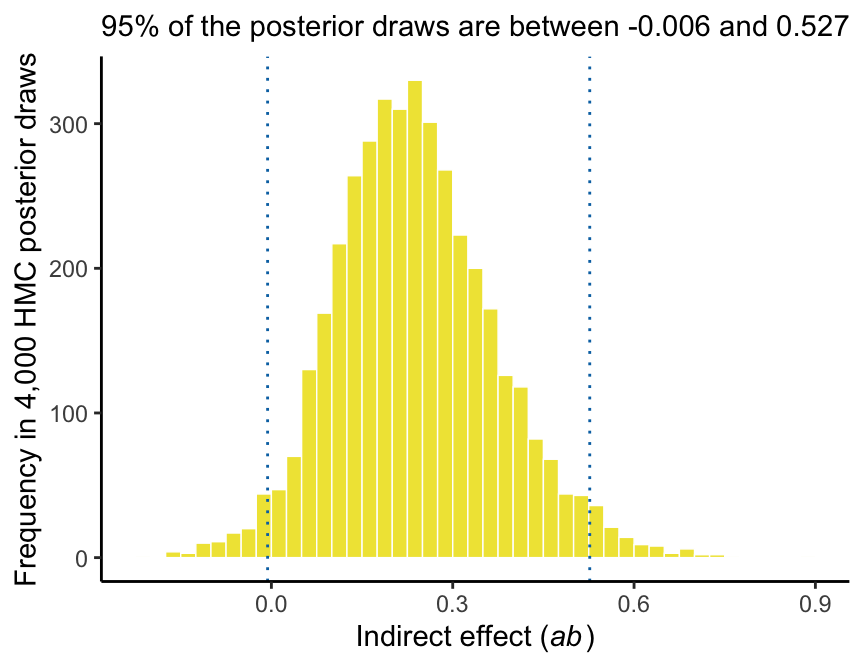 95% of the posterior draws are between -0.006 and 0.527
Frequency in 4,000 HMC posterior draws
300
200
100
0
0.0
0.3
0.6
0.9
Indirect effect (ab)